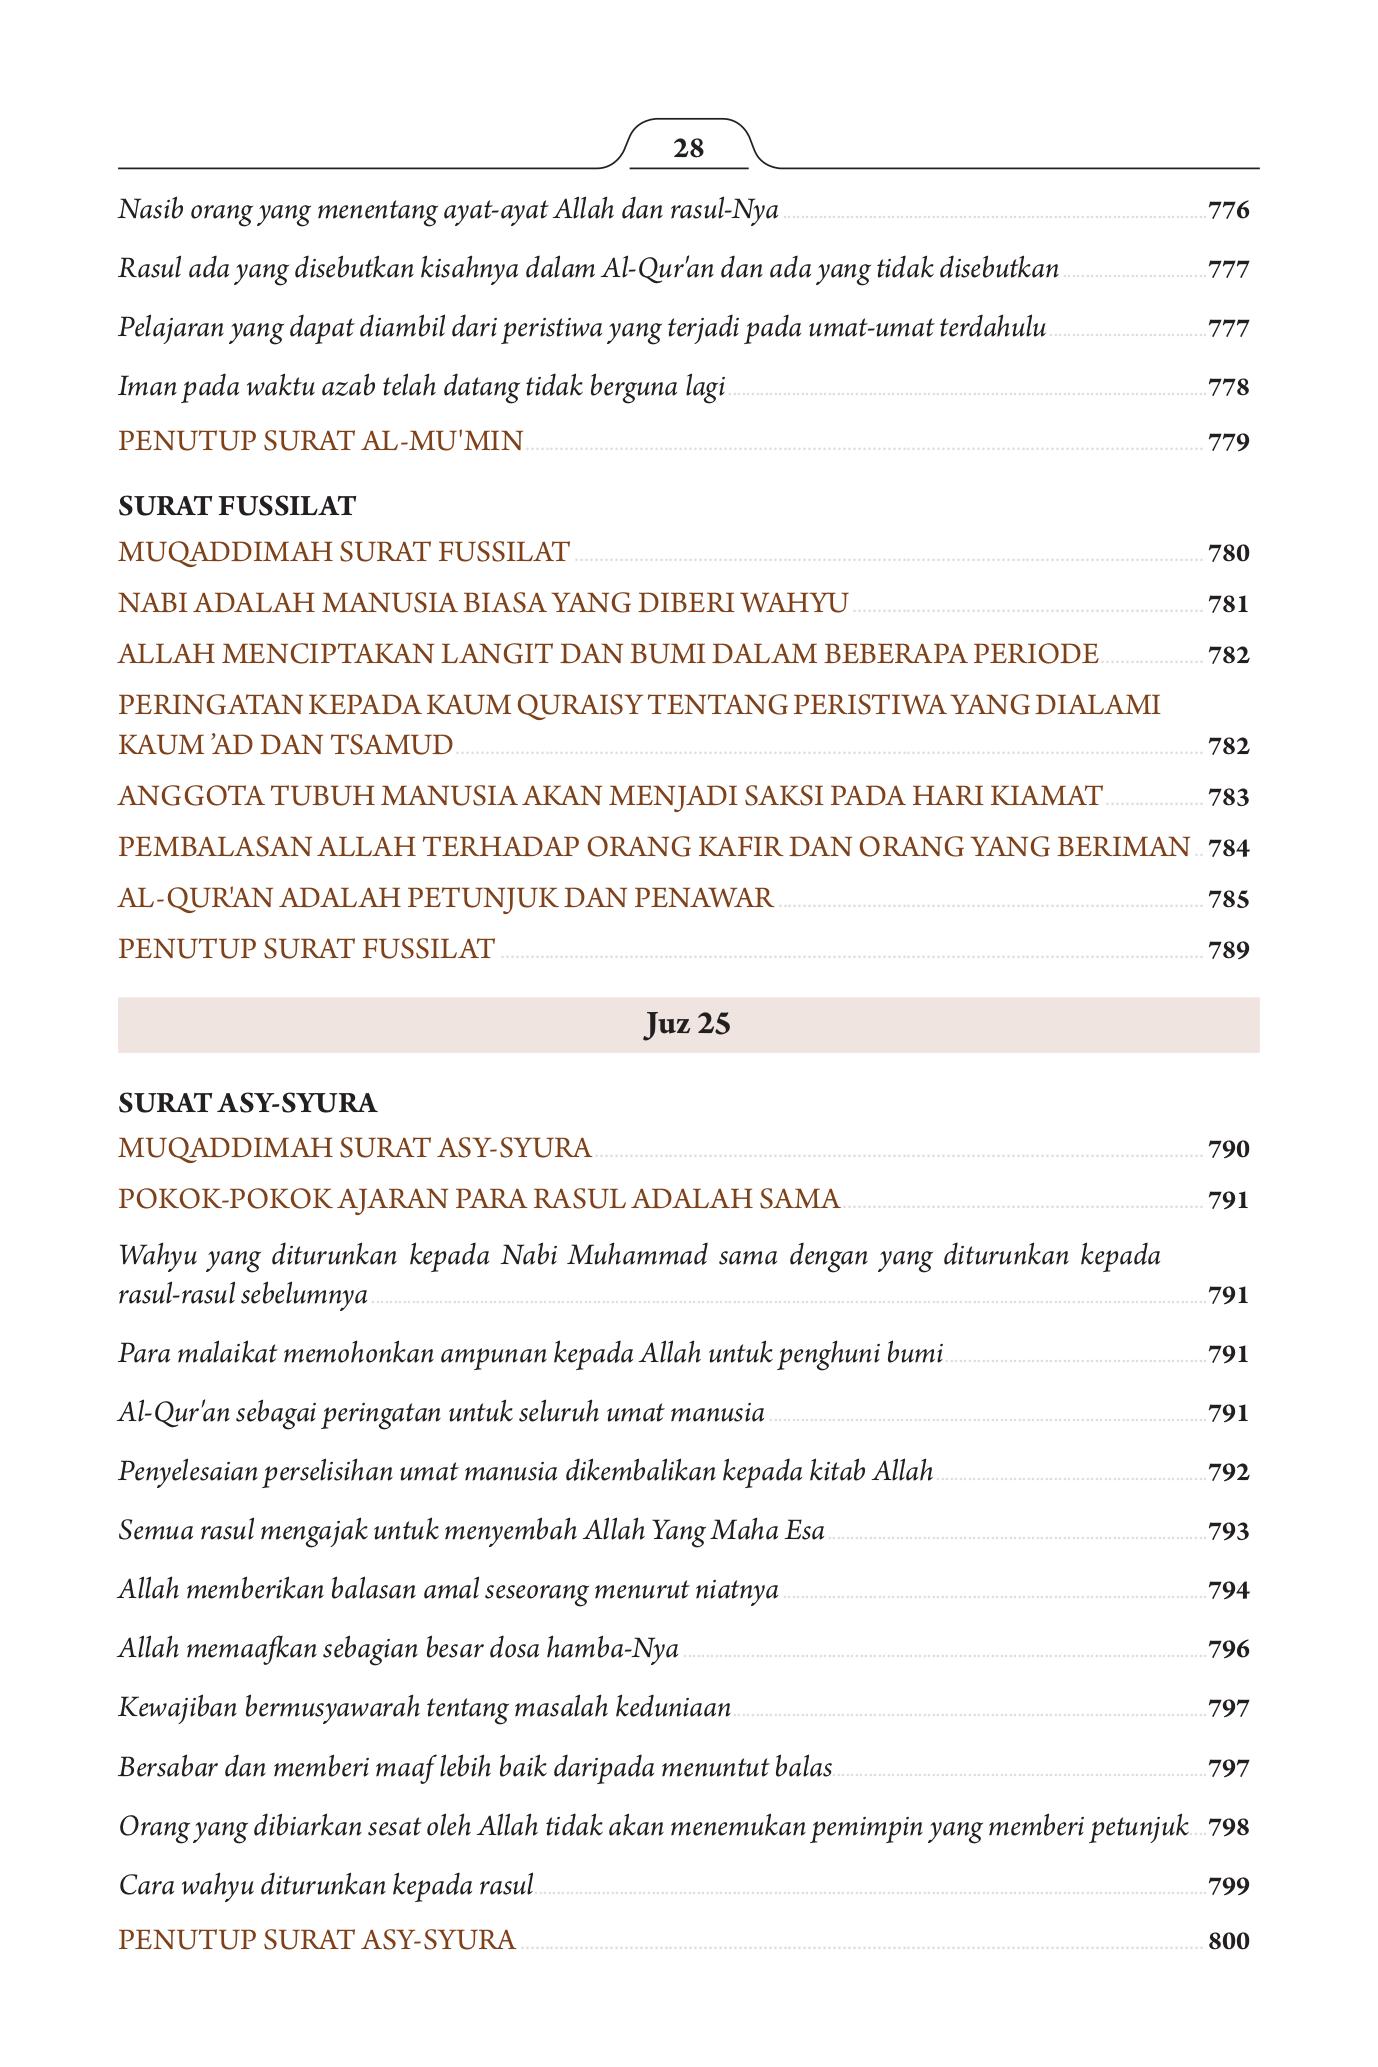 28
Nasib orang yang menentang ayat-ayat Allah dan rasul-Nya 776
Rasul ada yang disebutkan kisahnya dalam Al-Qur'an dan ada yang tidak disebutkan 777
Pelajaran yang dapat diambil dari peristiwa yang terjadi pada umat-umat terdahulu 777
Iman pada waktu azab telah datang tidak berguna lagi 778
PENUTUP SURAT AL-MU'MIN 779
SURAT FUSSILAT
MUQADDIMAH SURAT FUSSILAT 780
NABI ADALAH MANUSIA BIASA YANG DIBERI WAHYU 781
ALLAH MENCIPTAKAN LANGIT DAN BUMI DALAM BEBERAPA PERIODE 782
PERINGATAN KEPADA KAUM QURAISY TENTANG PERISTIWA YANG DIALAMI
KAUM ’AD DAN TSAMUD 782
ANGGOTA TUBUH MANUSIA AKAN MENJADI SAKSI PADA HARI KIAMAT 783
PEMBALASAN ALLAH TERHADAP ORANG KAFIR DAN ORANG YANG BERIMAN 784
AL-QUR'AN ADALAH PETUNJUK DAN PENAWAR 785
PENUTUP SURAT FUSSILAT 789
Juz 25
SURAT ASY-SYURA
MUQADDIMAH SURAT ASY-SYURA 790
POKOK-POKOK AJARAN PARA RASUL ADALAH SAMA 791
Wahyu yang diturunkan kepada Nabi Muhammad sama dengan yang diturunkan kepada
rasul-rasul sebelumnya 791
Para malaikat memohonkan ampunan kepada Allah untuk penghuni bumi 791
Al-Qur'an sebagai peringatan untuk seluruh umat manusia 791
Penyelesaian perselisihan umat manusia dikembalikan kepada kitab Allah 792
Semua rasul mengajak untuk menyembah Allah Yang Maha Esa 793
Allah memberikan balasan amal seseorang menurut niatnya 794
Allah memaafkan sebagian besar dosa hamba-Nya 796
Kewajiban bermusyawarah tentang masalah keduniaan 797
Bersabar dan memberi maaf lebih baik daripada menuntut balas 797
Orang yang dibiarkan sesat oleh Allah tidak akan menemukan pemimpin yang memberi petunjuk 798
Cara wahyu diturunkan kepada rasul 799
PENUTUP SURAT ASY-SYURA 800